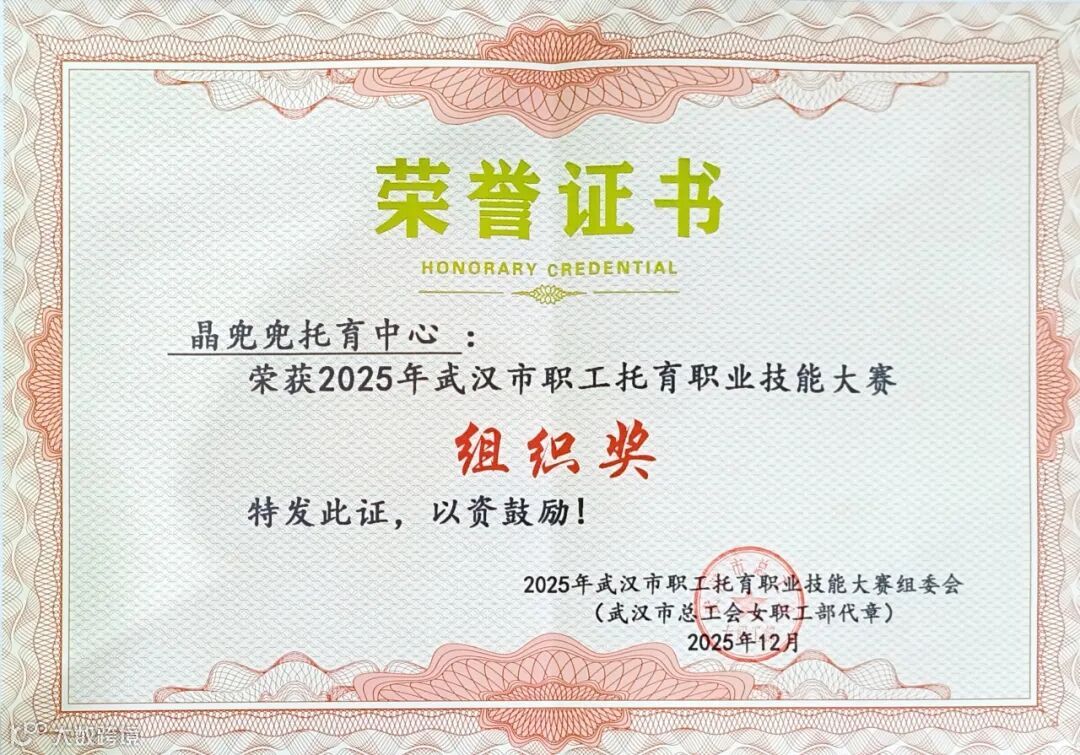 荣誉证书
HONORARY CREDENTIAL
晶兜兜托育中心：
荣获2025年武汉市职工托育职业技能大赛
组织奖
特发此证，以资鼓励！
2025年武汉市职工托育职业技能大赛组委会
（武汉市总工会女职工部代章）
2025年12月
大数跨境